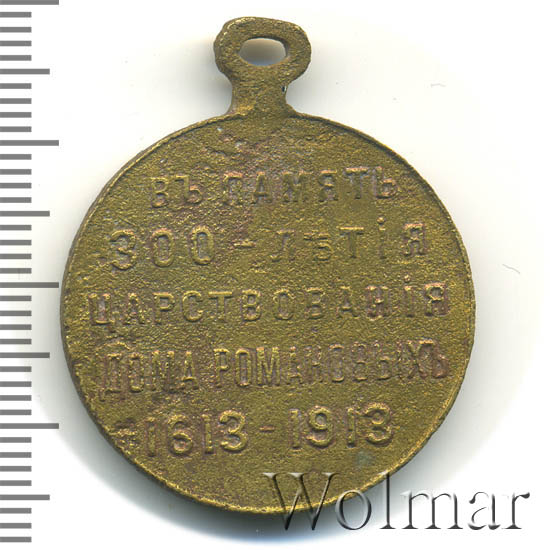 ВЪ ПАМЯТЬ
300-ЛѢТІЯ
ЦАРСТВОВАНІЯ
ДОМА РОМАНОВЫХЪ
1613-1913
Wolmar